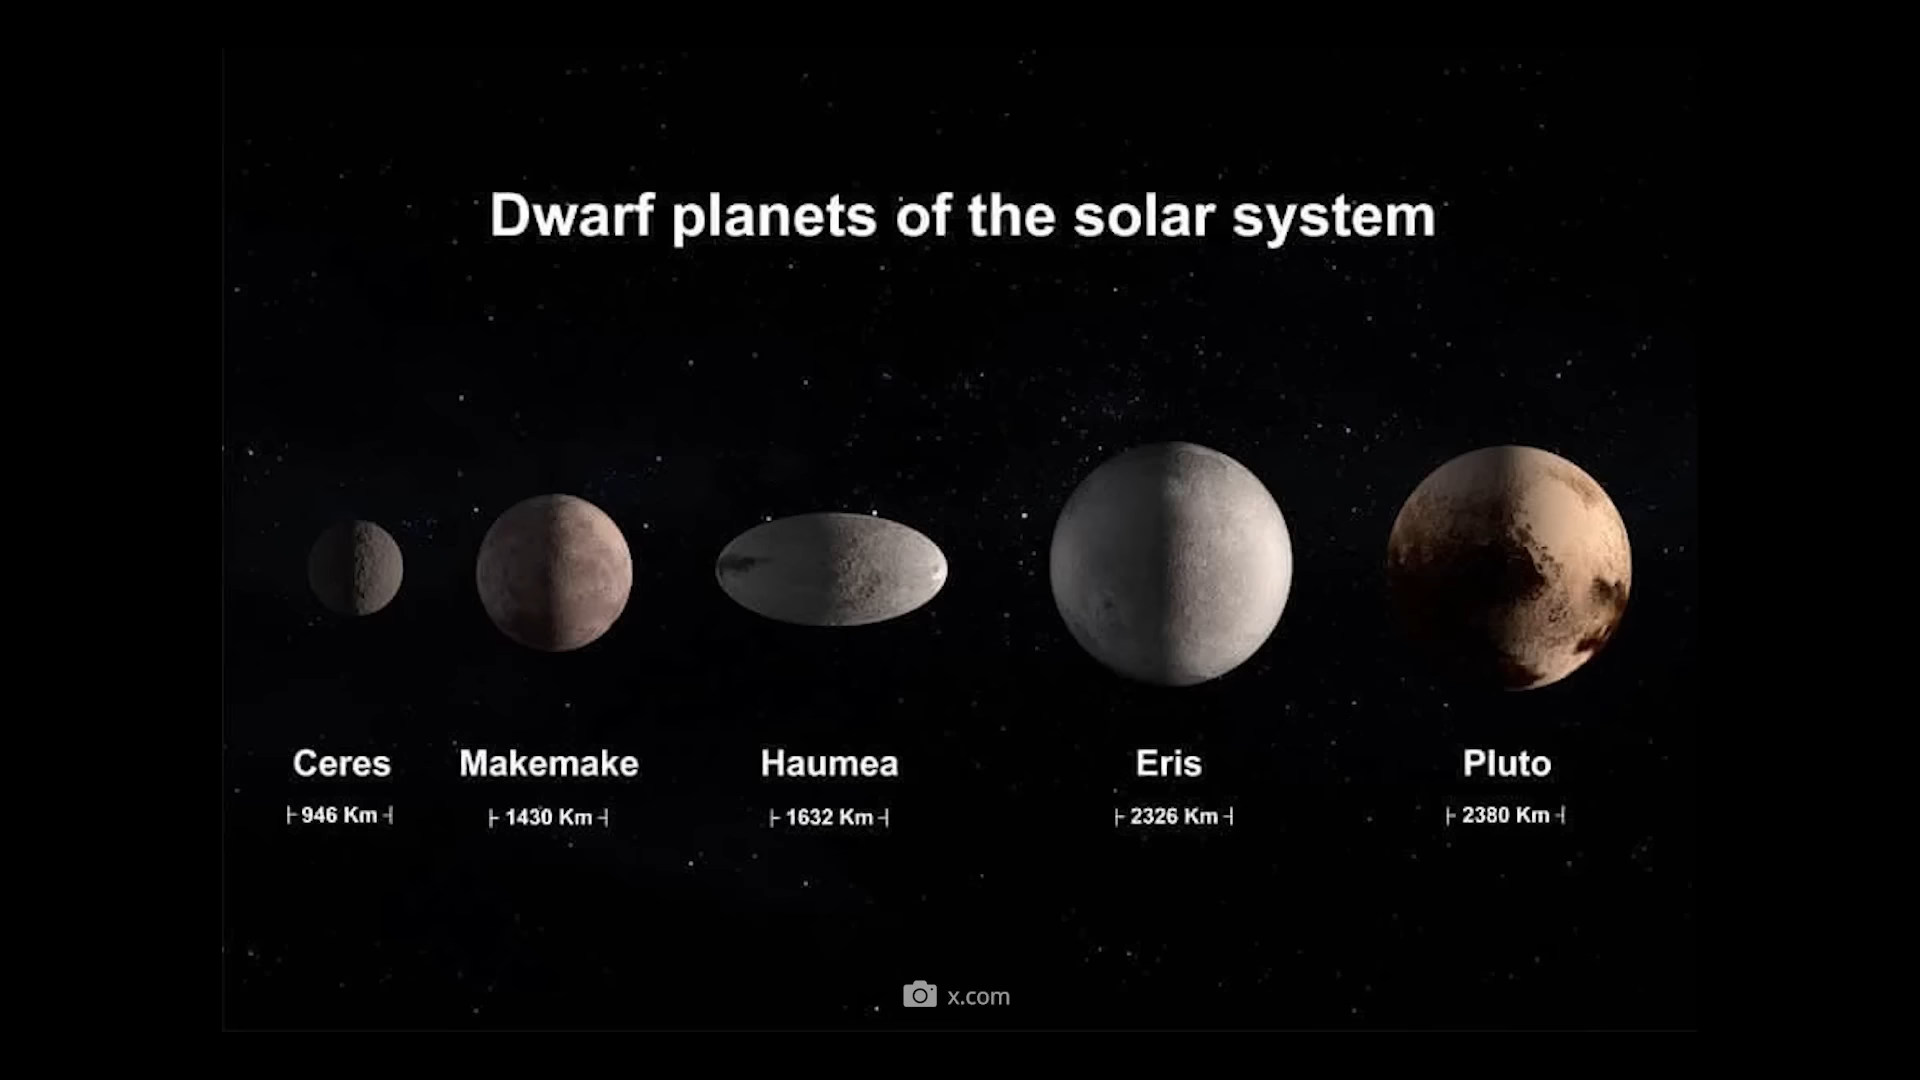 Dwarf planets of the solar system
Ceres Makemake Haumea Eris Pluto
946 Km 1430 Km 1632 Km 2326 Km 2380 Km
x.com